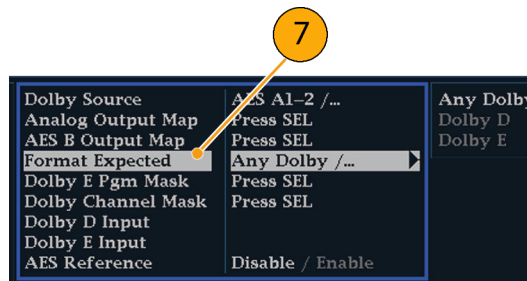 7
Dolby Source AES A1-2 /... Any Dolby
Analog Output Map Press SEL Dolby D
AES B Output Map Press SEL Dolby E
Format Expected Any Dolby /...
Dolby E Pgm Mask Press SEL
Dolby Channel Mask Press SEL
Dolby D Input
Dolby E Input
AES Reference Disable / Enable